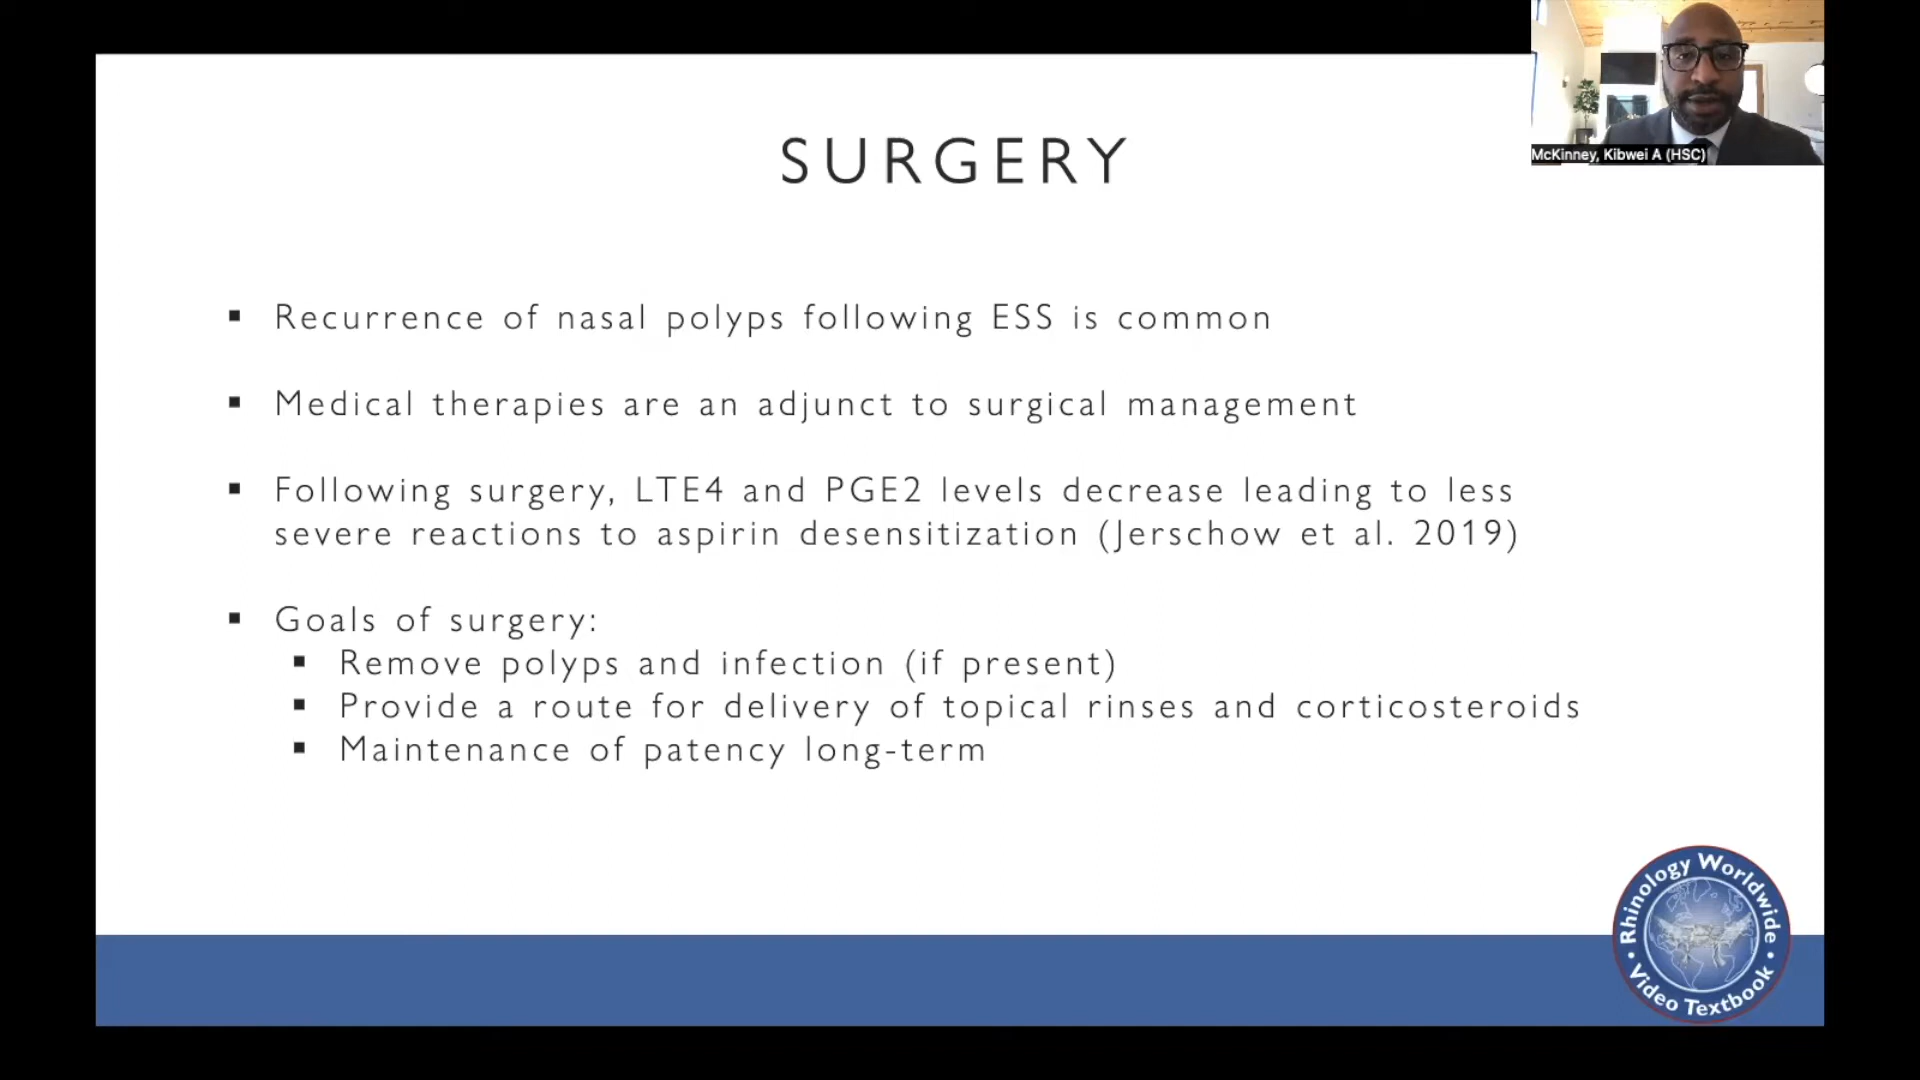 McKinney, Kibwei A (HSC)
SURGERY
▪ Recurrence of nasal polyps following ESS is common
▪ Medical therapies are an adjunct to surgical management
▪ Following surgery, LTE4 and PGE2 levels decrease leading to less
severe reactions to aspirin desensitization (Jerschow et al. 2019)
▪ Goals of surgery:
▪ Remove polyps and infection (if present)
▪ Provide a route for delivery of topical rinses and corticosteroids
▪ Maintenance of patency long-term
Rhinology Worldwide
• Video Textbook •